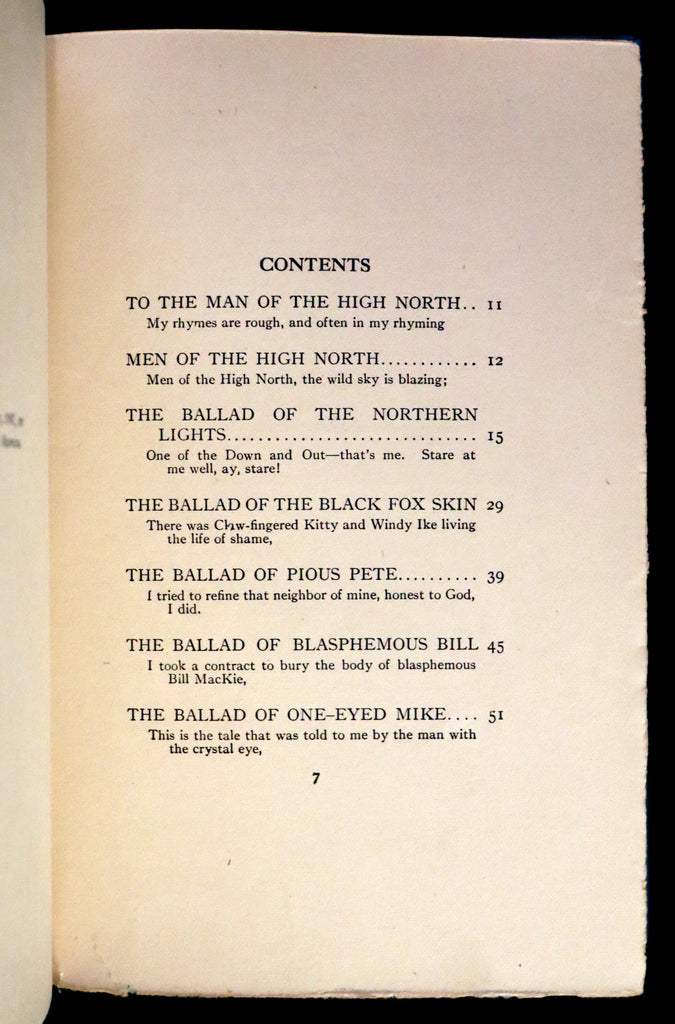 CONTENTS
TO THE MAN OF THE HIGH NORTH.. 11
My rhymes are rough, and often in my rhyming
MEN OF THE HIGH NORTH............ 12
Men of the High North, the wild sky is blazing;
THE BALLAD OF THE NORTHERN
LIGHTS.............................. 15
One of the Down and Out—that's me. Stare at
me well, ay, stare!
THE BALLAD OF THE BLACK FOX SKIN 29
There was Claw-fingered Kitty and Windy Ike living
the life of shame,
THE BALLAD OF PIOUS PETE.......... 39
I tried to refine that neighbor of mine, honest to God,
I did.
THE BALLAD OF BLASPHEMOUS BILL 45
I took a contract to bury the body of blasphemous
Bill MacKie,
THE BALLAD OF ONE-EYED MIKE.... 51
This is the tale that was told to me by the man with
the crystal eye,
7